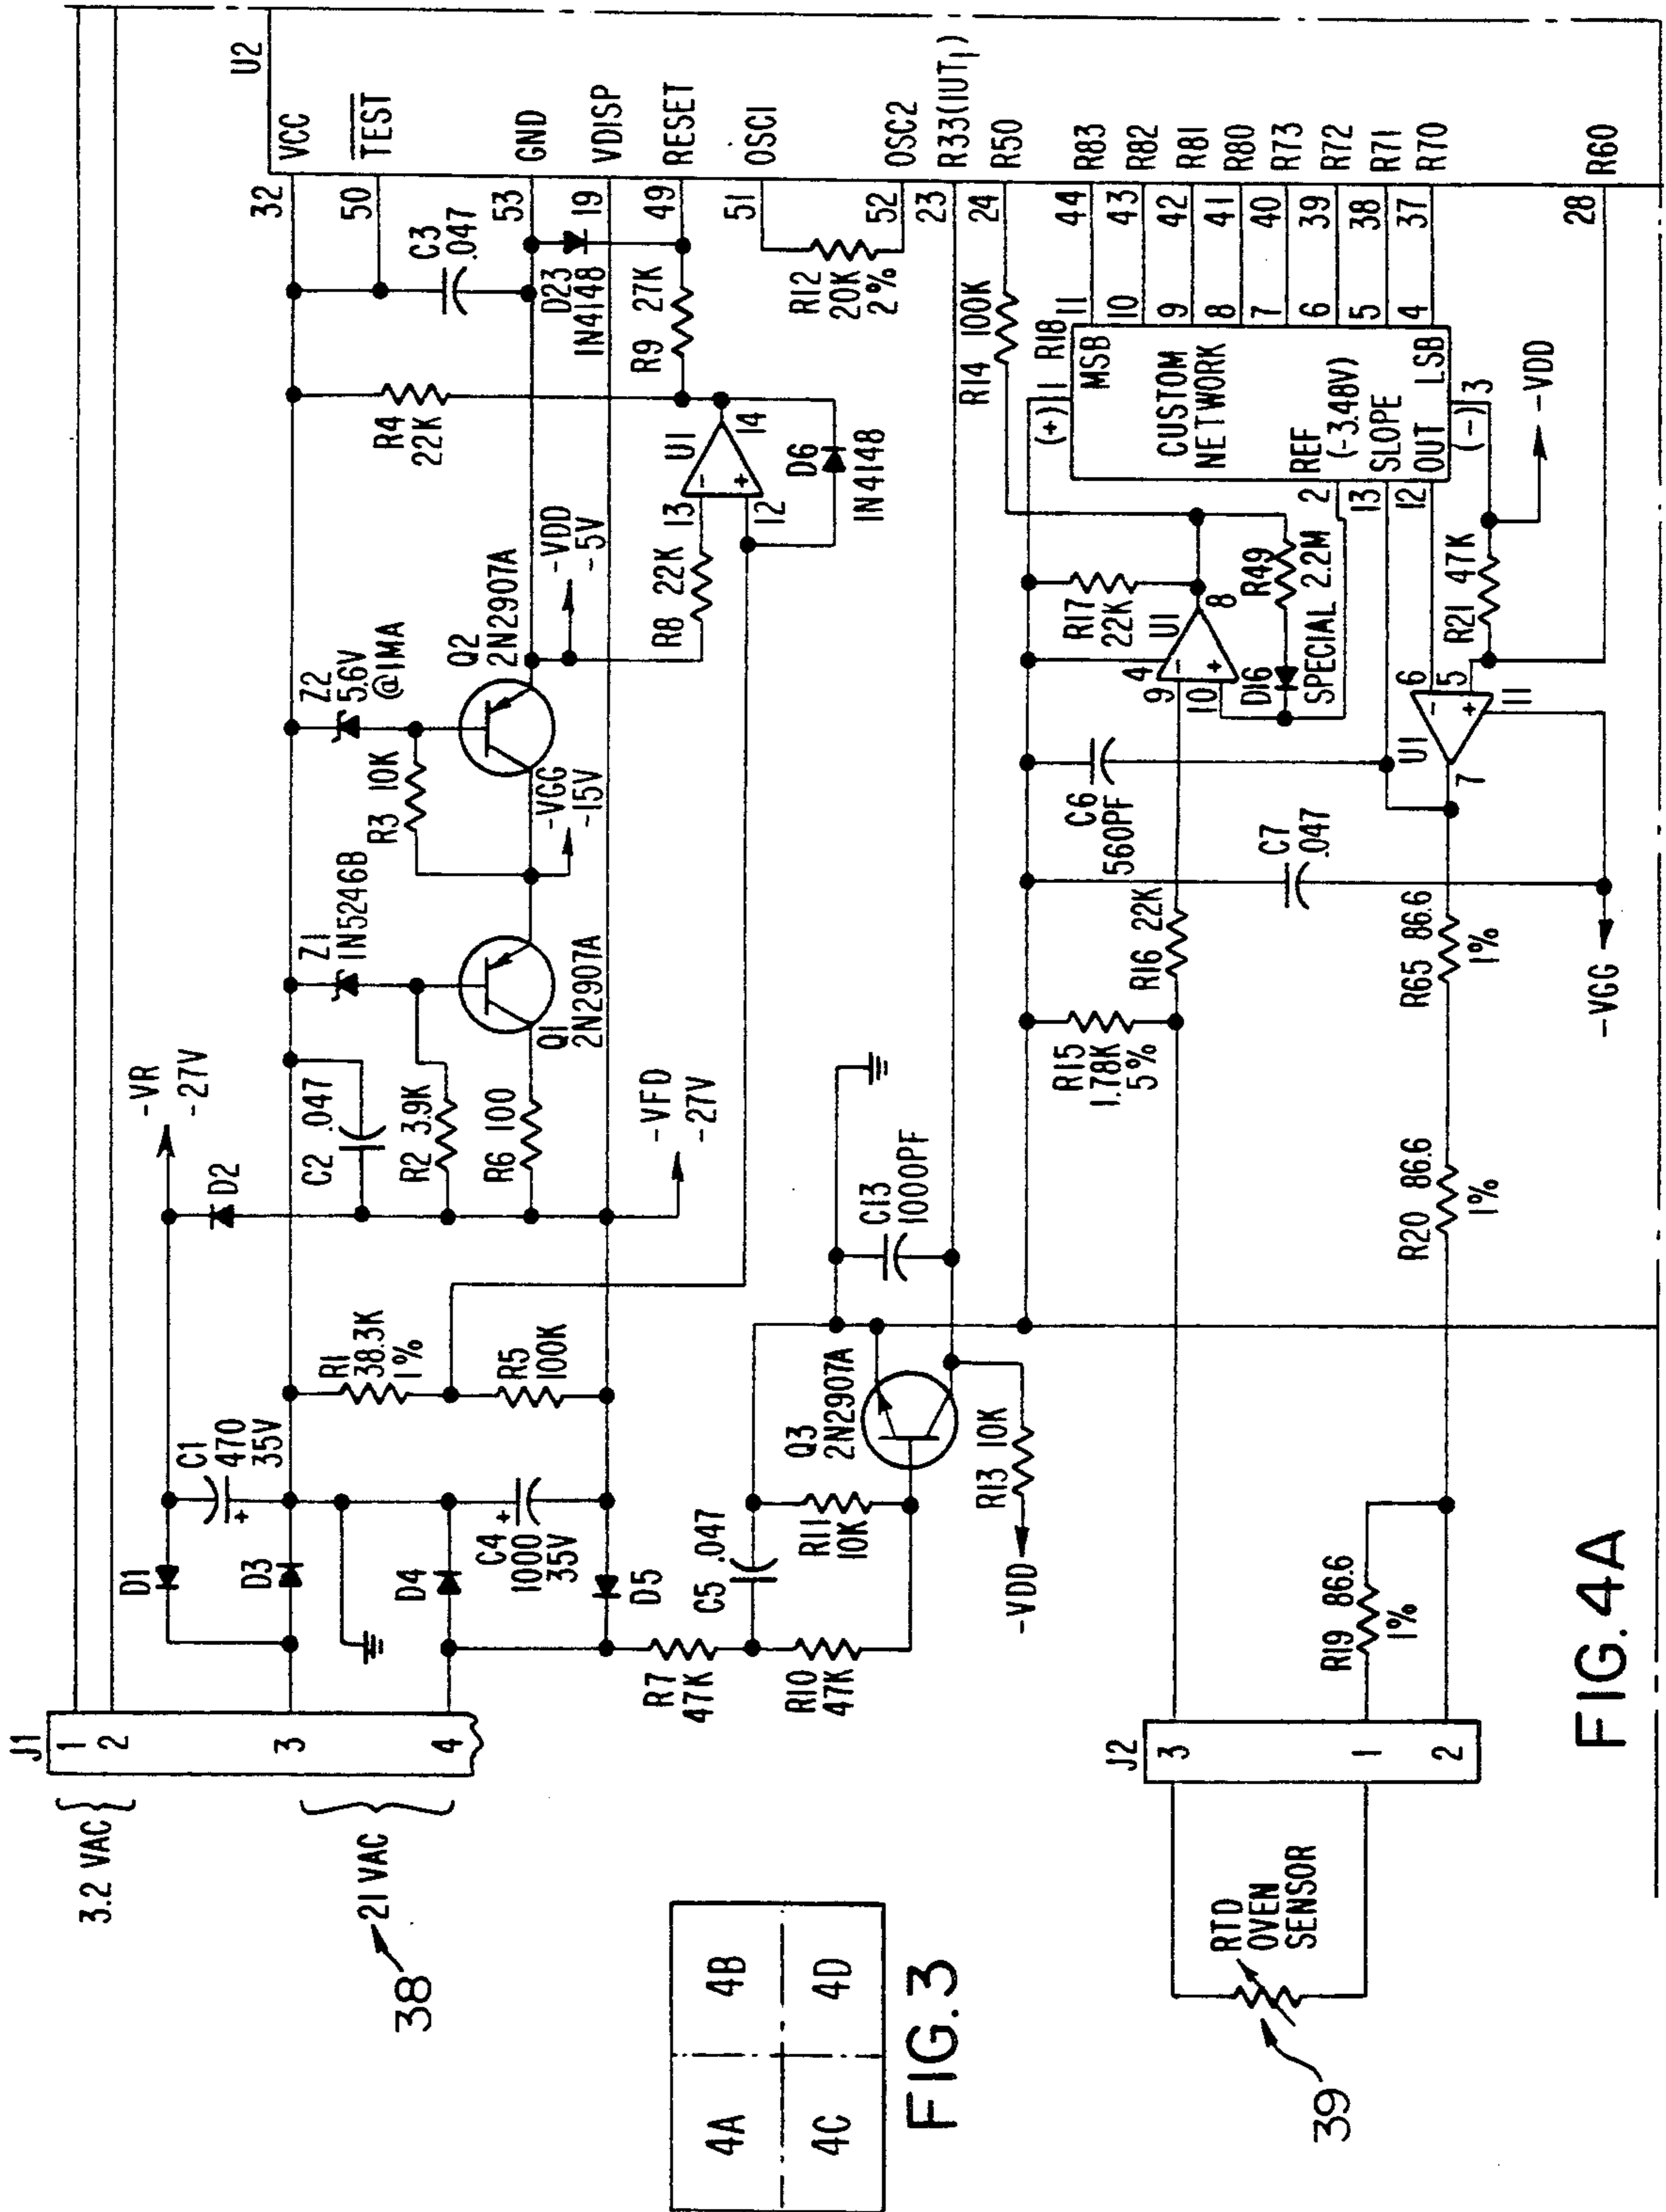 J1
3.2 VAC
1
2
3
4
21 VAC
38
D1
C1
470
35V
D3
D4
C4
1000
35V
+
+
D5
R1
38.3K
1%
R5
100K
-VR
-27V
D2
C2 .047
R2 3.9K
R6 100
-VFD
-27V
Z1
1N5246B
Q1
2N2907A
R3 10K
-VGG
-15V
Z2
5.6V
@1MA
Q2
2N2907A
-VDD
-5V
R8 22K
13
12
U1
-
+
14
D6
1N4148
R4
22K
R9 27K
C3
.047
D23
1N4148
U2
32
VCC
50
TEST
53
GND
19
VDISP
49
RESET
51
OSC1
R12
20K
2%
52
OSC2
23
R33(IUT1)
24
R50
R14 100K
44
R83
43
R82
42
R81
41
R80
40
R73
39
R72
38
R71
37
R70
28
R60
R7
47K
C5 .047
R10
47K
R11
10K
Q3
2N2907A
R13 10K
-VDD
C13
1000PF
R15
1.78K
5%
R16 22K
C6
560PF
C7
.047
R17
22K
4
9
10
U1
-
+
8
D16
R49
SPECIAL 2.2M
(+)
1
R18
MSB
CUSTOM
NETWORK
REF
(-3.48V)
SLOPE
OUT
LSB
11
10
9
8
7
6
5
4
2
13
12
(-)
3
-VDD
R21 47K
6
5
-
+
U1
7
11
-VGG
R65 86.6
1%
R20 86.6
1%
R19 86.6
1%
J2
3
1
2
RTD
OVEN
SENSOR
39
4A
4B
4C
4D
FIG.3
FIG.4A